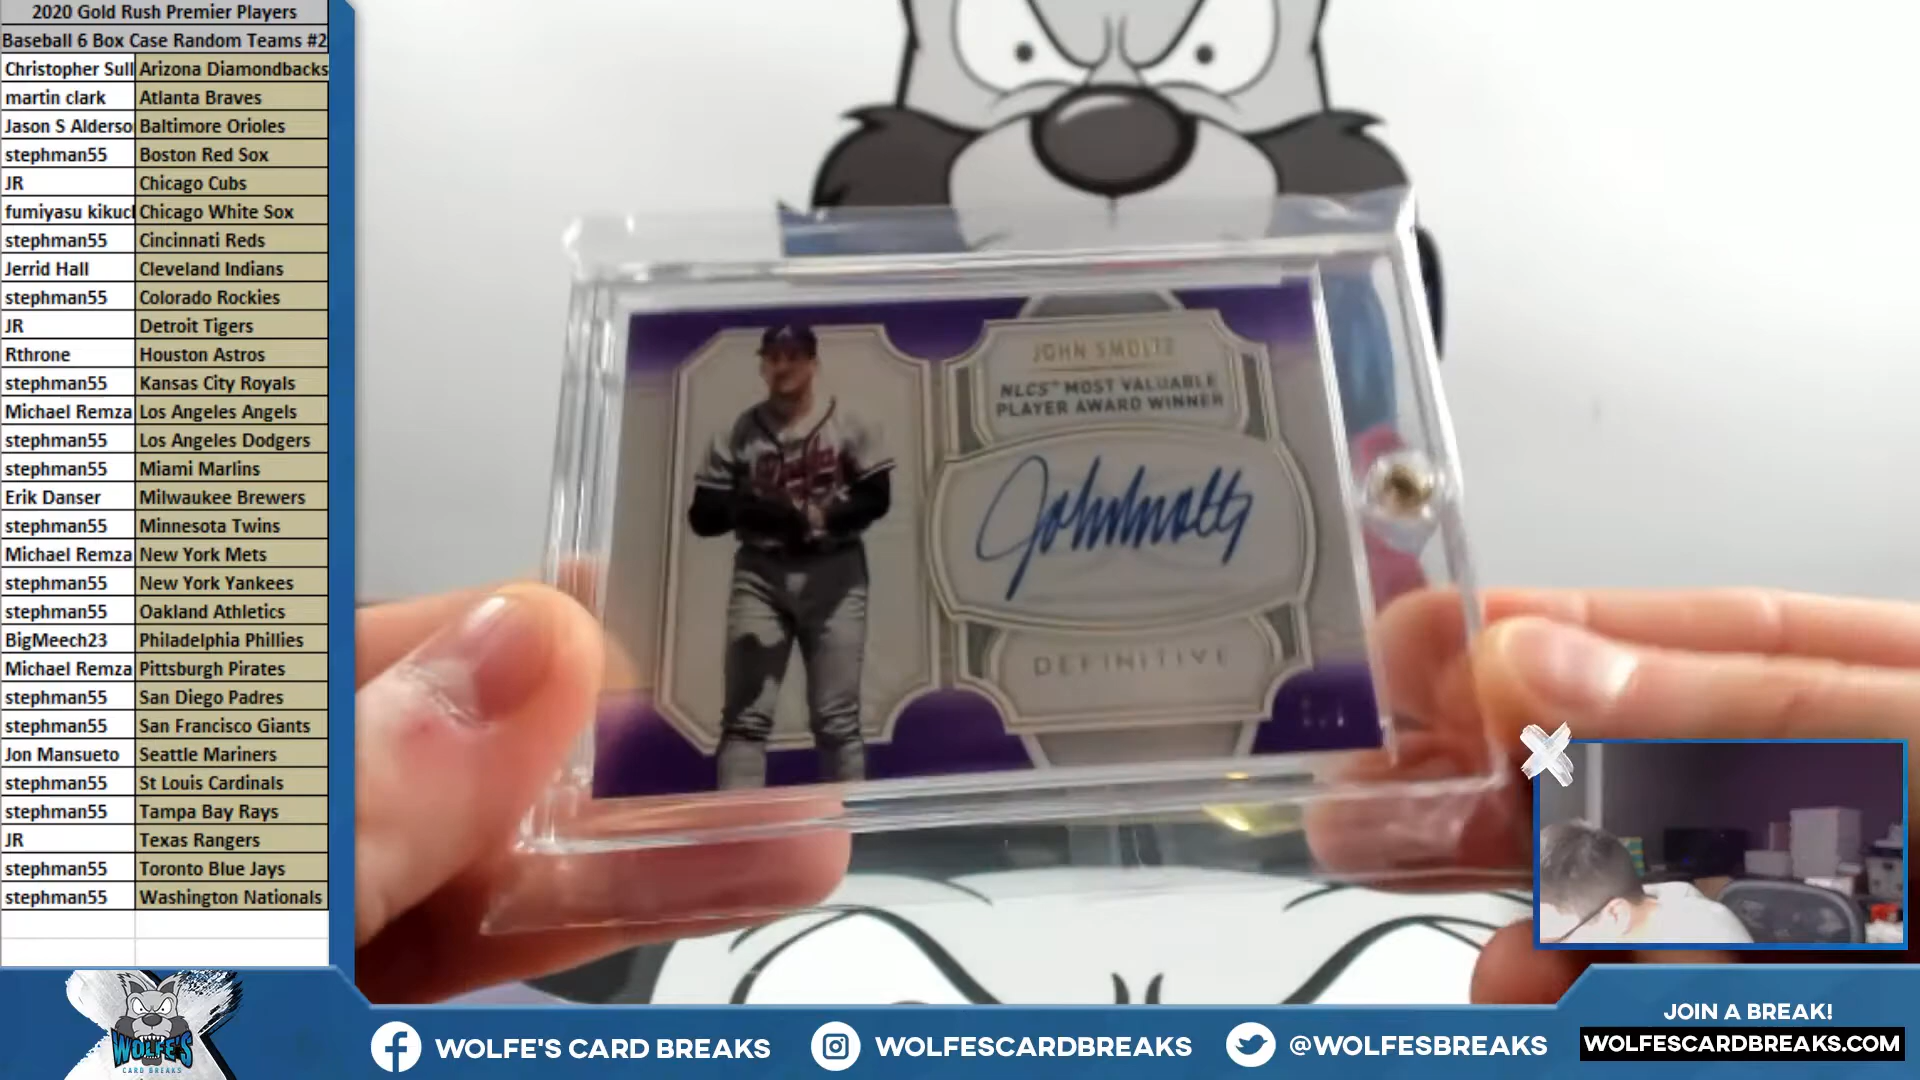 2020 Gold Rush Premier Players
Baseball 6 Box Case Random Teams #2
Christopher Sull Arizona Diamondbacks
martin clark Atlanta Braves
Jason S Alderso Baltimore Orioles
stephman55 Boston Red Sox
JR Chicago Cubs
fumiyasu kikuc Chicago White Sox
stephman55 Cincinnati Reds
Jerrid Hall Cleveland Indians
stephman55 Colorado Rockies
JR Detroit Tigers
Rthrone Houston Astros
stephman55 Kansas City Royals
Michael Remza Los Angeles Angels
stephman55 Los Angeles Dodgers
stephman55 Miami Marlins
Erik Danser Milwaukee Brewers
stephman55 Minnesota Twins
Michael Remza New York Mets
stephman55 New York Yankees
stephman55 Oakland Athletics
BigMeech23 Philadelphia Phillies
Michael Remza Pittsburgh Pirates
stephman55 San Diego Padres
stephman55 San Francisco Giants
Jon Mansueto Seattle Mariners
stephman55 St Louis Cardinals
stephman55 Tampa Bay Rays
JR Texas Rangers
stephman55 Toronto Blue Jays
stephman55 Washington Nationals
JOHN SMOLTZ
NLCS™ MOST VALUABLE
PLAYER AWARD WINNER
John Smoltz
DEFINITIVE
WOLFE'S
CARD BREAKS
WOLFE'S CARD BREAKS
WOLFESCARDBREAKS
@WOLFESBREAKS
JOIN A BREAK!
WOLFESCARDBREAKS.COM